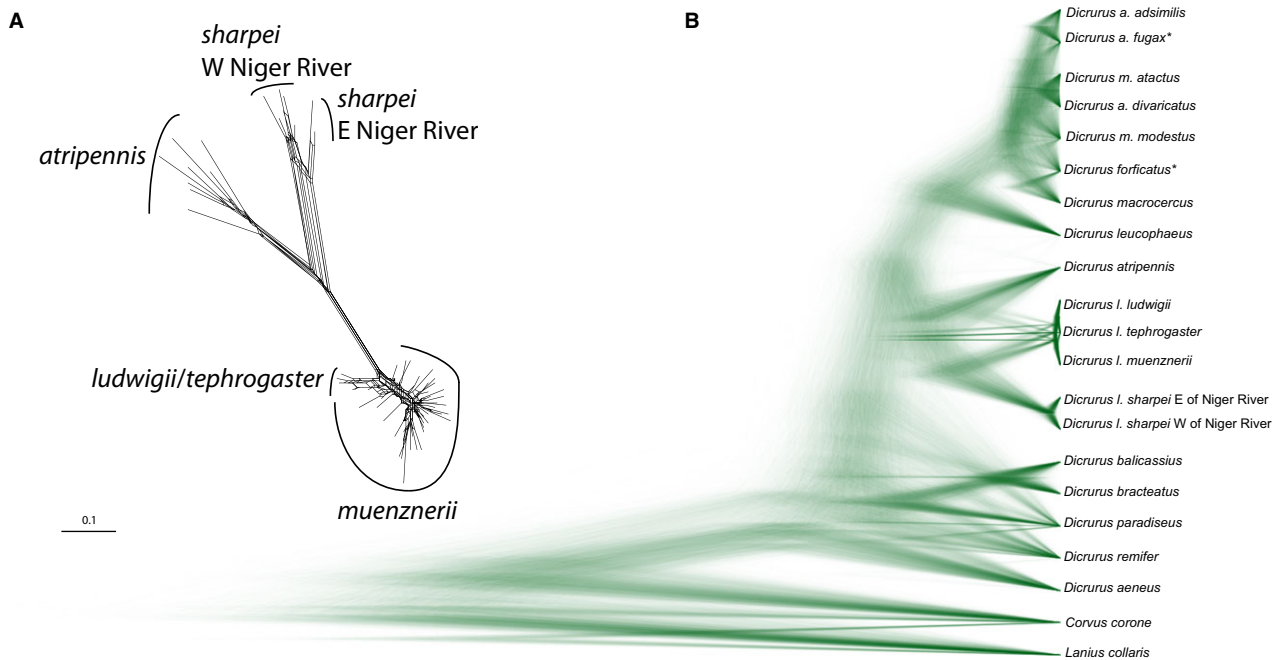 A
sharpei
W Niger River
sharpei
E Niger River
atripennis
ludwigii/tephrogaster
muenznerii
0.1
B
Dicrurus a. adsimilis
Dicrurus a. fugax*
Dicrurus m. atactus
Dicrurus a. divaricatus
Dicrurus m. modestus
Dicrurus forficatus*
Dicrurus macrocercus
Dicrurus leucophaeus
Dicrurus atripennis
Dicrurus l. ludwigii
Dicrurus l. tephrogaster
Dicrurus l. muenznerii
Dicrurus l. sharpei E of Niger River
Dicrurus l. sharpei W of Niger River
Dicrurus balicassius
Dicrurus bracteatus
Dicrurus paradiseus
Dicrurus remifer
Dicrurus aeneus
Corvus corone
Lanius collaris